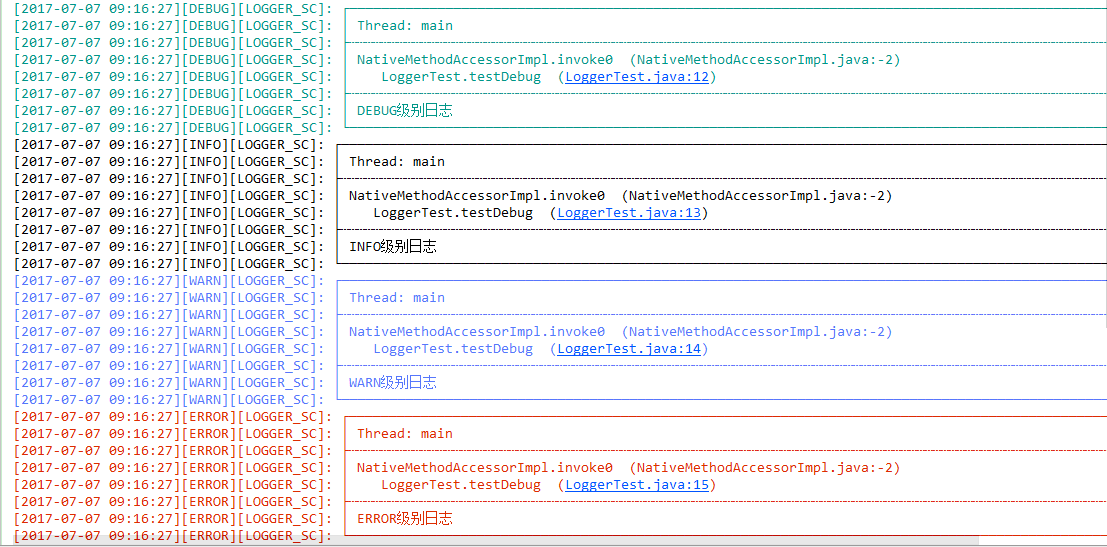 [2017-07-07 09:16:27][DEBUG][LOGGER_SC]:
[2017-07-07 09:16:27][DEBUG][LOGGER_SC]: Thread: main
[2017-07-07 09:16:27][DEBUG][LOGGER_SC]:
[2017-07-07 09:16:27][DEBUG][LOGGER_SC]: NativeMethodAccessorImpl.invoke0 (NativeMethodAccessorImpl.java:-2)
[2017-07-07 09:16:27][DEBUG][LOGGER_SC]: LoggerTest.testDebug (LoggerTest.java:12)
[2017-07-07 09:16:27][DEBUG][LOGGER_SC]:
[2017-07-07 09:16:27][DEBUG][LOGGER_SC]: DEBUG级别日志
[2017-07-07 09:16:27][DEBUG][LOGGER_SC]:
[2017-07-07 09:16:27][INFO][LOGGER_SC]:
[2017-07-07 09:16:27][INFO][LOGGER_SC]: Thread: main
[2017-07-07 09:16:27][INFO][LOGGER_SC]:
[2017-07-07 09:16:27][INFO][LOGGER_SC]: NativeMethodAccessorImpl.invoke0 (NativeMethodAccessorImpl.java:-2)
[2017-07-07 09:16:27][INFO][LOGGER_SC]: LoggerTest.testDebug (LoggerTest.java:13)
[2017-07-07 09:16:27][INFO][LOGGER_SC]:
[2017-07-07 09:16:27][INFO][LOGGER_SC]: INFO级别日志
[2017-07-07 09:16:27][INFO][LOGGER_SC]:
[2017-07-07 09:16:27][WARN][LOGGER_SC]:
[2017-07-07 09:16:27][WARN][LOGGER_SC]: Thread: main
[2017-07-07 09:16:27][WARN][LOGGER_SC]:
[2017-07-07 09:16:27][WARN][LOGGER_SC]: NativeMethodAccessorImpl.invoke0 (NativeMethodAccessorImpl.java:-2)
[2017-07-07 09:16:27][WARN][LOGGER_SC]: LoggerTest.testDebug (LoggerTest.java:14)
[2017-07-07 09:16:27][WARN][LOGGER_SC]:
[2017-07-07 09:16:27][WARN][LOGGER_SC]: WARN级别日志
[2017-07-07 09:16:27][WARN][LOGGER_SC]:
[2017-07-07 09:16:27][ERROR][LOGGER_SC]:
[2017-07-07 09:16:27][ERROR][LOGGER_SC]: Thread: main
[2017-07-07 09:16:27][ERROR][LOGGER_SC]:
[2017-07-07 09:16:27][ERROR][LOGGER_SC]: NativeMethodAccessorImpl.invoke0 (NativeMethodAccessorImpl.java:-2)
[2017-07-07 09:16:27][ERROR][LOGGER_SC]: LoggerTest.testDebug (LoggerTest.java:15)
[2017-07-07 09:16:27][ERROR][LOGGER_SC]:
[2017-07-07 09:16:27][ERROR][LOGGER_SC]: ERROR级别日志
[2017-07-07 09:16:27][ERROR][LOGGER_SC]: